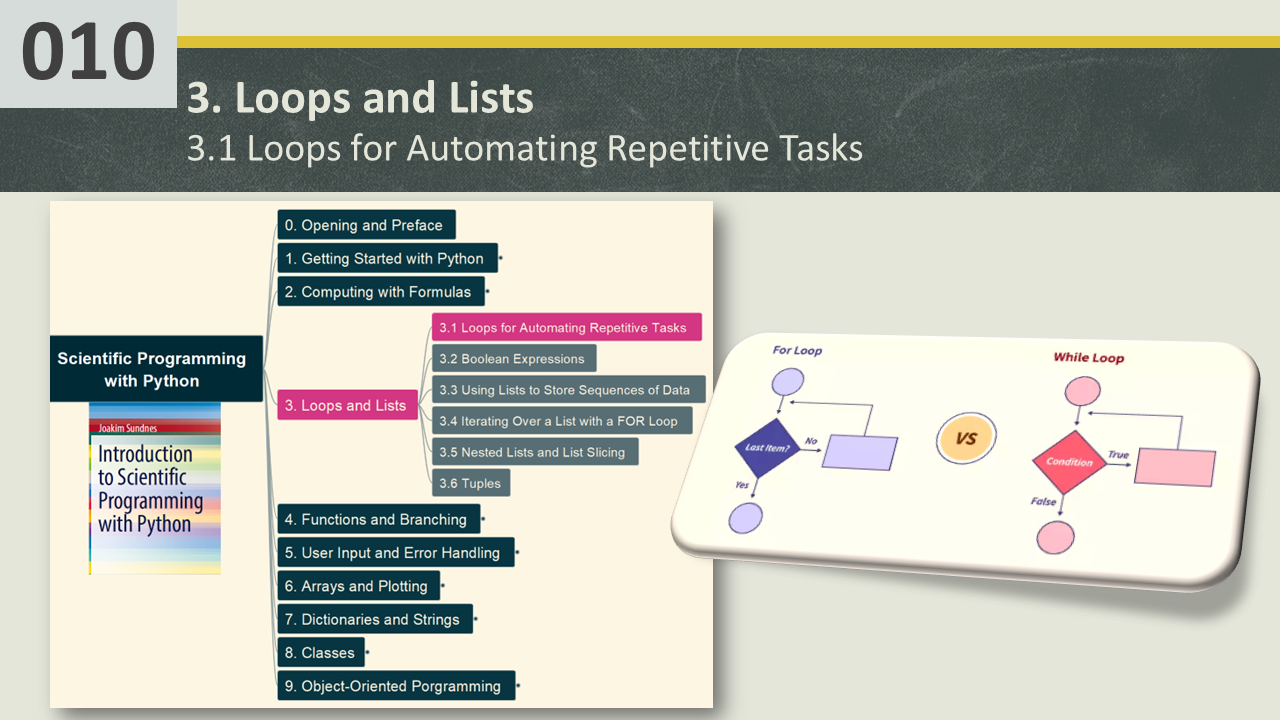 010
3. Loops and Lists
3.1 Loops for Automating Repetitive Tasks
Scientific Programming
with Python
Joakim Sundnes
Introduction
to Scientific
Programming
with Python
0. Opening and Preface
1. Getting Started with Python
2. Computing with Formulas
3. Loops and Lists
3.1 Loops for Automating Repetitive Tasks
3.2 Boolean Expressions
3.3 Using Lists to Store Sequences of Data
3.4 Iterating Over a List with a FOR Loop
3.5 Nested Lists and List Slicing
3.6 Tuples
4. Functions and Branching
5. User Input and Error Handling
6. Arrays and Plotting
7. Dictionaries and Strings
8. Classes
9. Object-Oriented Porgramming
For Loop
Last Item?
No
Yes
VS
While Loop
Condition
True
False